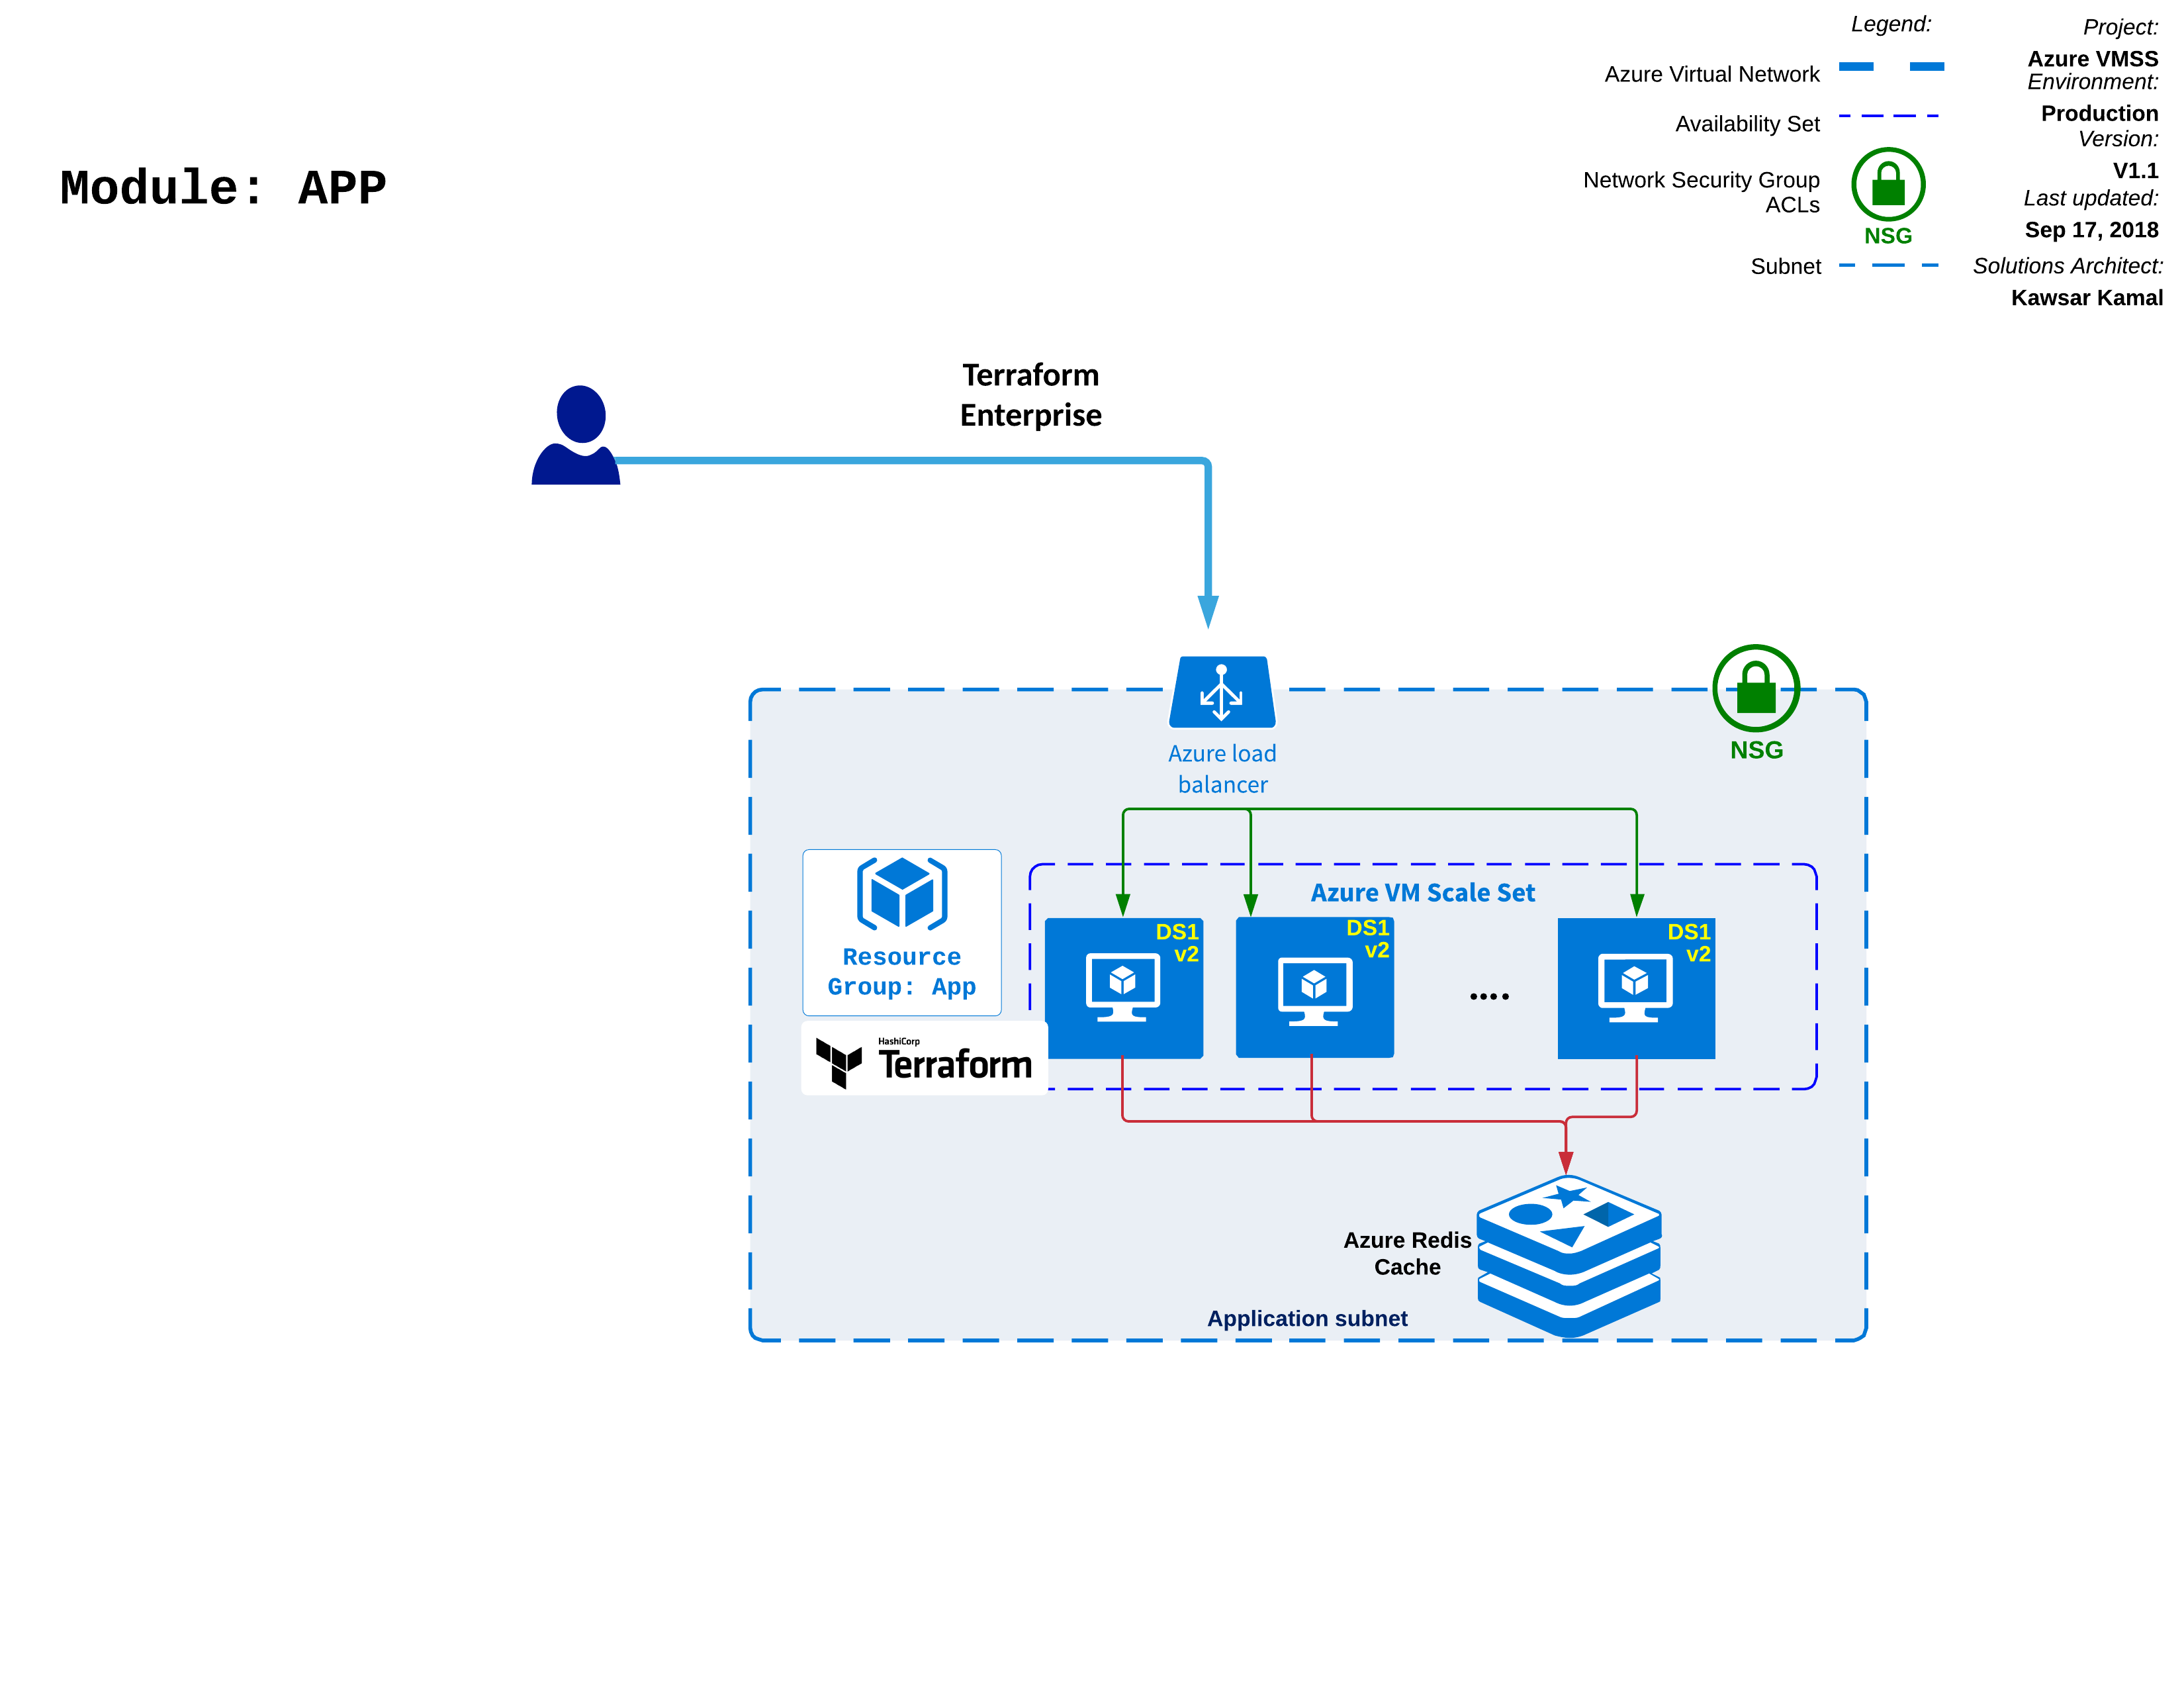 Legend:
Project:
Azure VMSS
Azure Virtual Network
Environment:
Production
Availability Set
Version:
V1.1
Module: APP
Network Security Group
ACLs
NSG
Last updated:
Sep 17, 2018
Subnet
Solutions Architect:
Kawsar Kamal
Terraform
Enterprise
NSG
Azure load
balancer
Azure VM Scale Set
DS1
v2
DS1
v2
DS1
v2
Resource
Group: App
....
HashiCorp
Terraform
Azure Redis
Cache
Application subnet